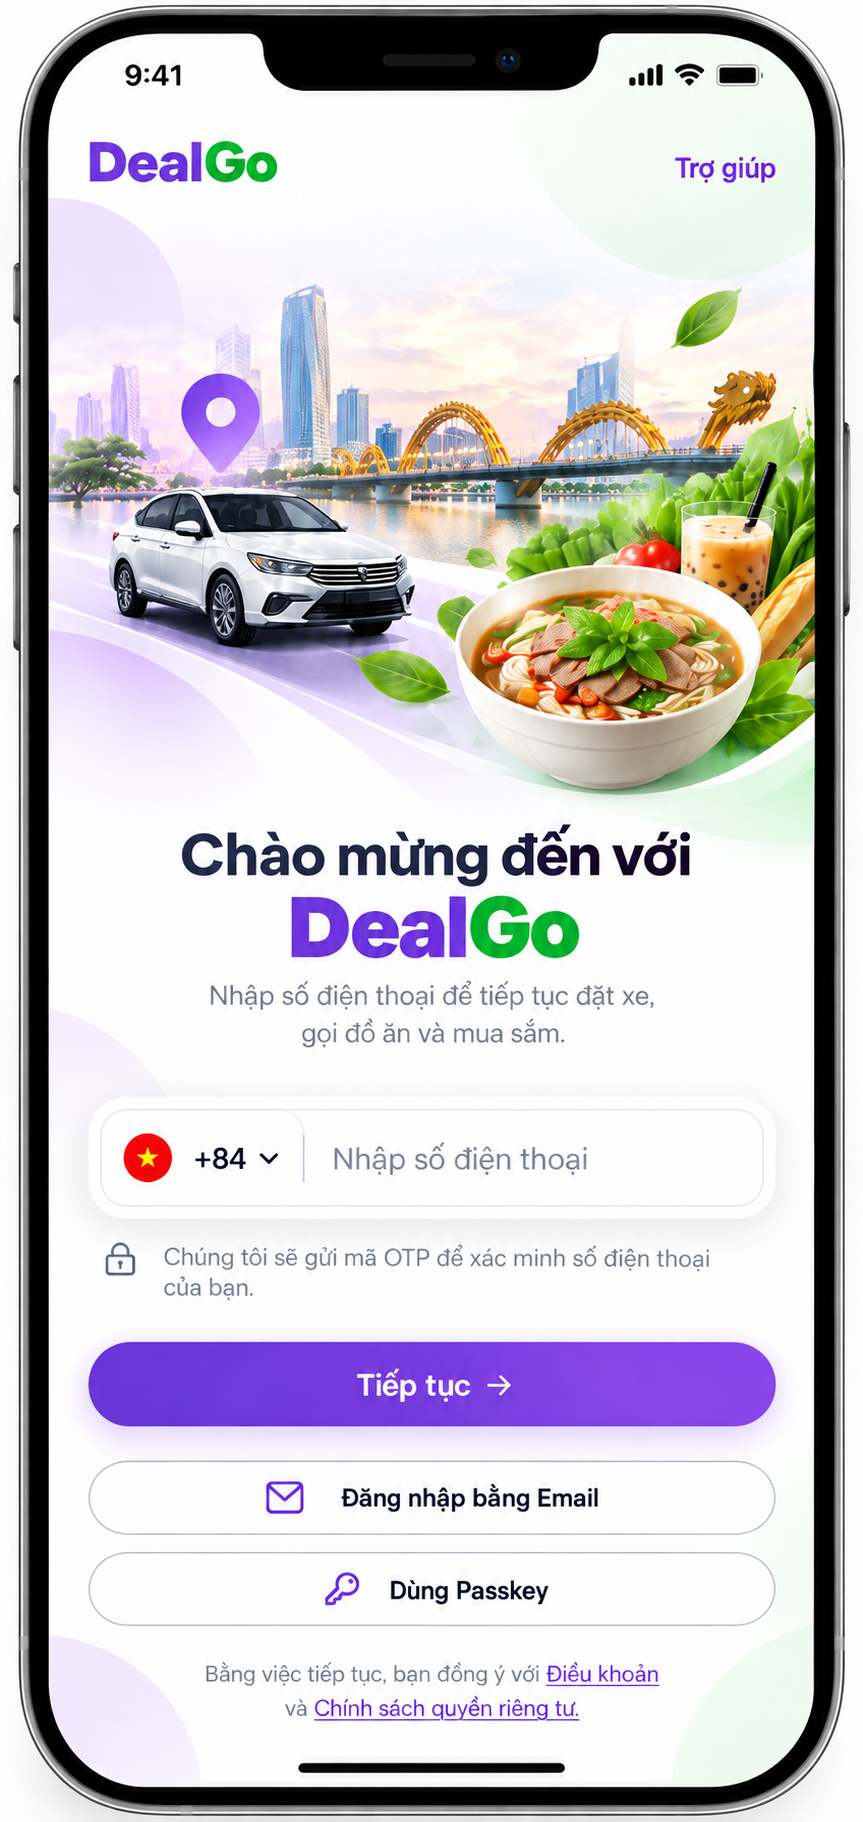 9:41
DealGo
Trợ giúp
Chào mừng đến với
DealGo
Nhập số điện thoại để tiếp tục đặt xe,
gọi đồ ăn và mua sắm.
+84
Nhập số điện thoại
Chúng tôi sẽ gửi mã OTP để xác minh số điện thoại
của bạn.
Tiếp tục →
Đăng nhập bằng Email
Dùng Passkey
Bằng việc tiếp tục, bạn đồng ý với Điều khoản
và Chính sách quyền riêng tư.